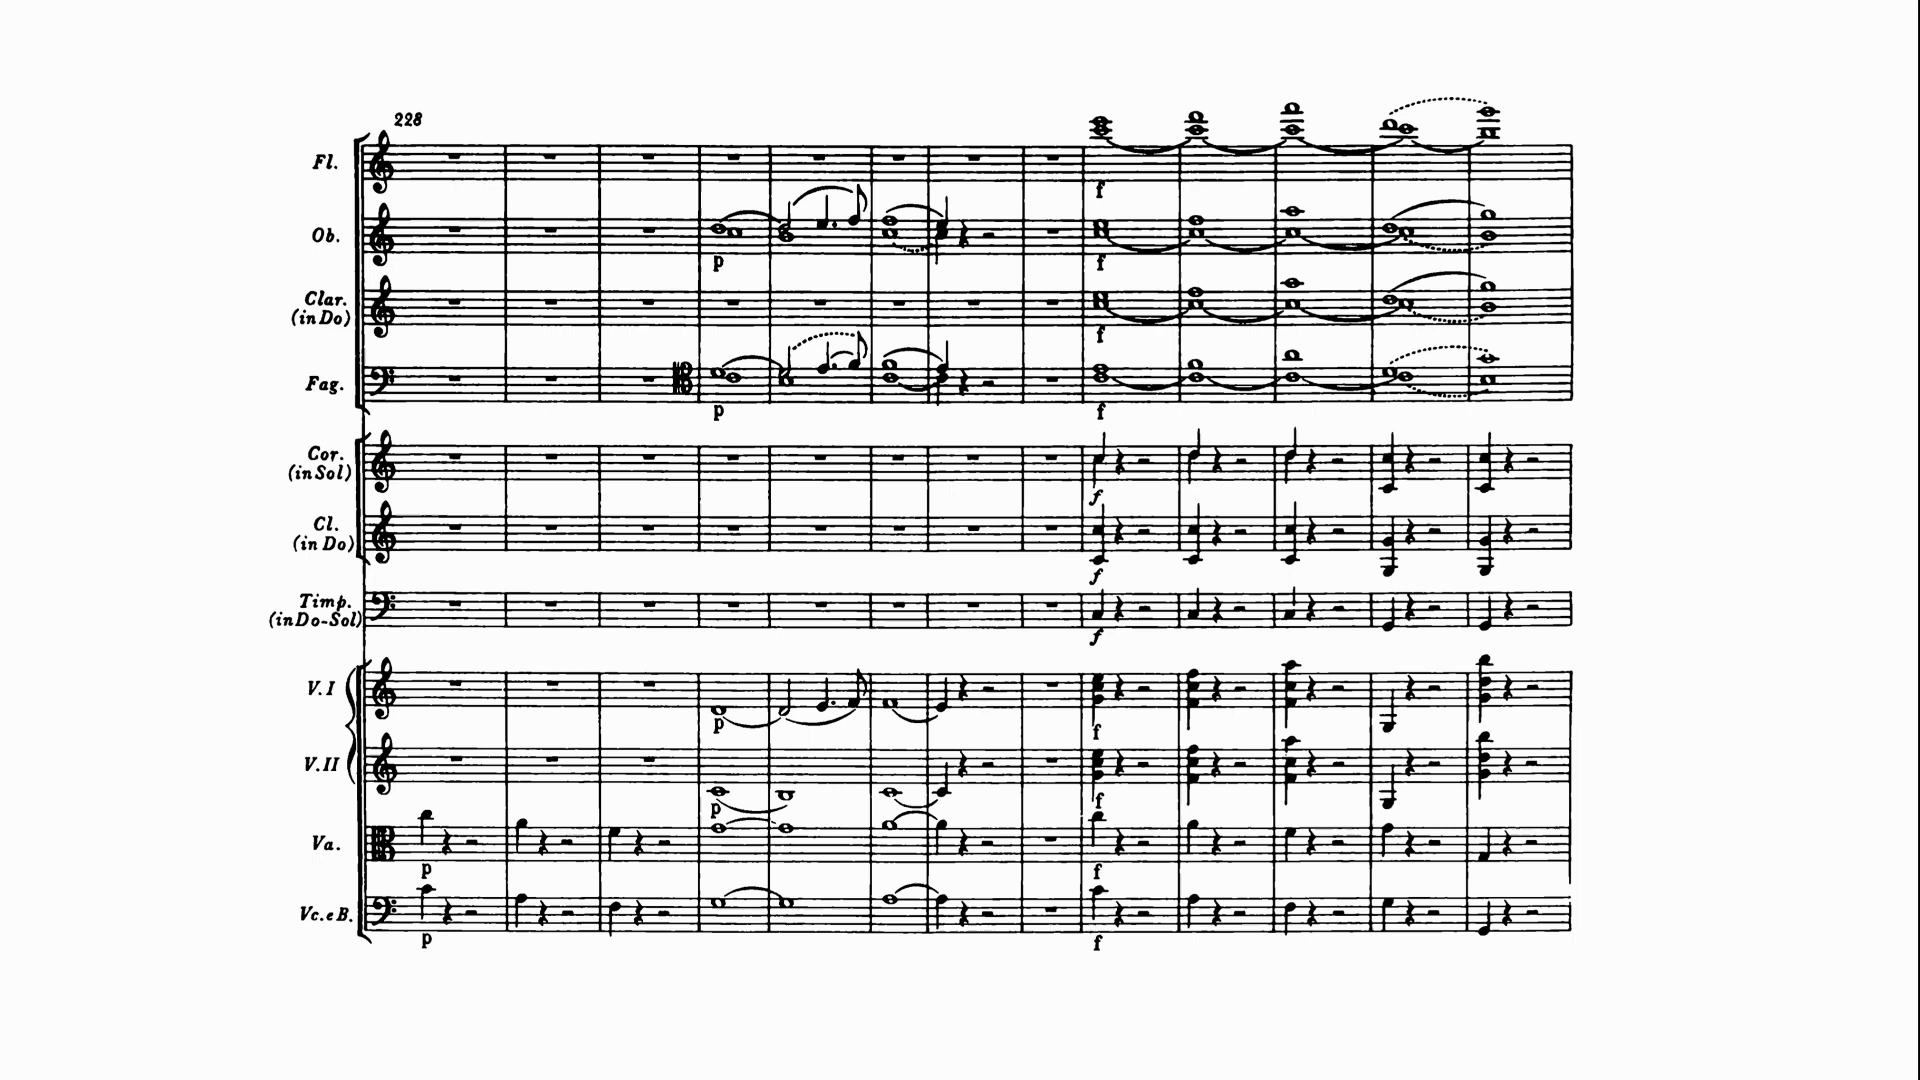 228
Fl.
f
Ob.
p f
Clar.
(in Do)
f
Fag.
p f
Cor.
(in Sol)
f
Cl.
(in Do)
f
Timp.
(in Do-Sol)
f
V. I
p f
V. II
p f
Va.
p f
Vc. e B.
p f